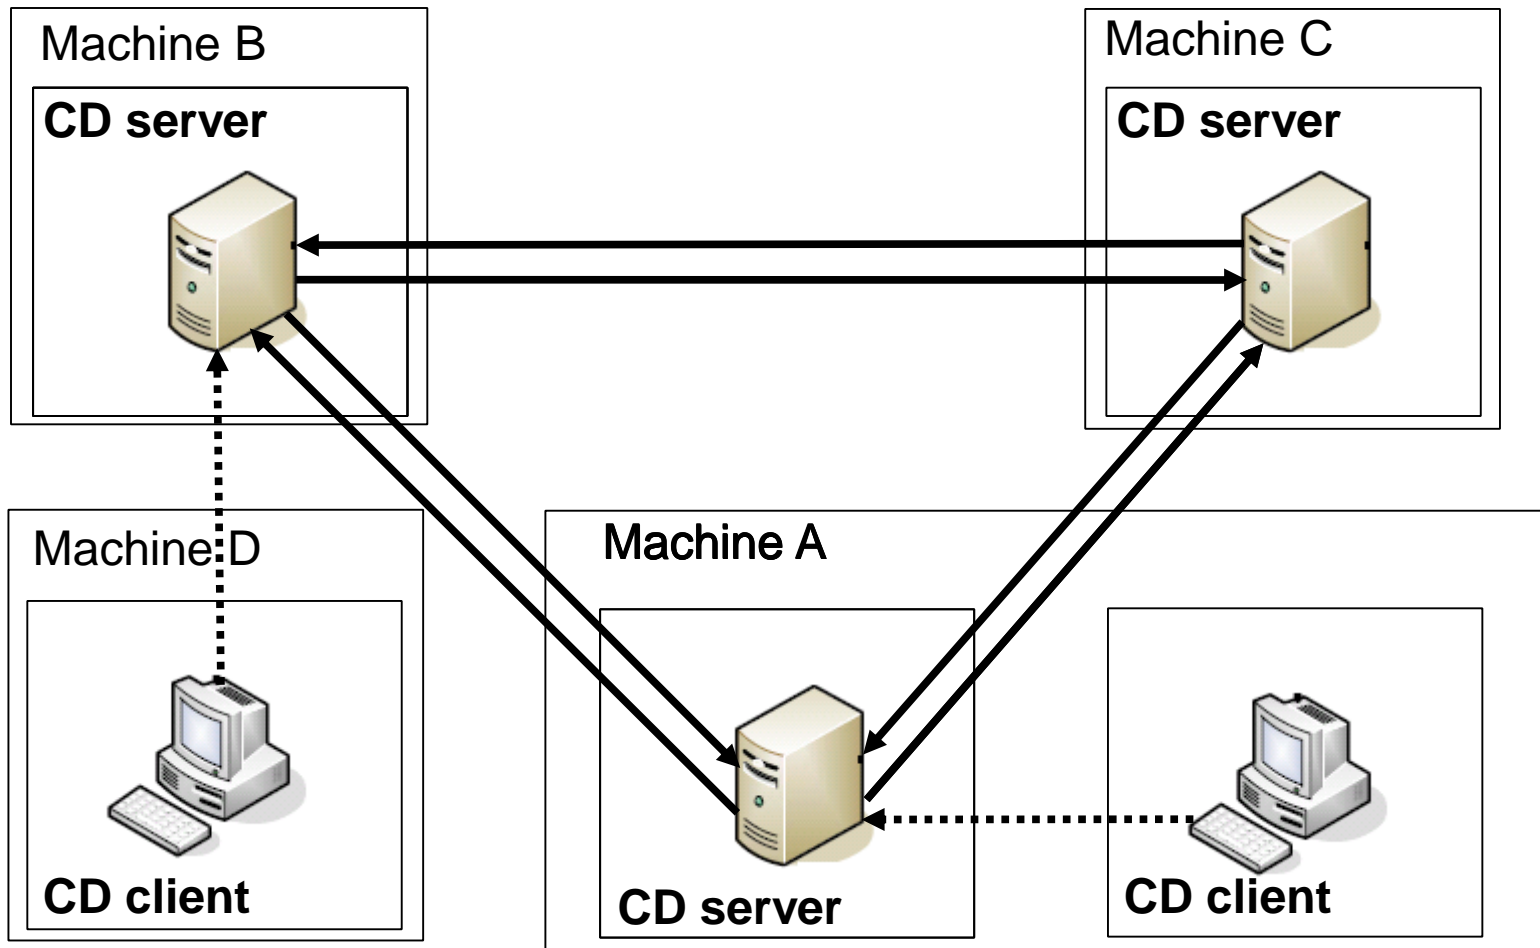 Machine B
CD server
Machine C
CD server
Machine D
CD client
Machine A
CD server
CD client